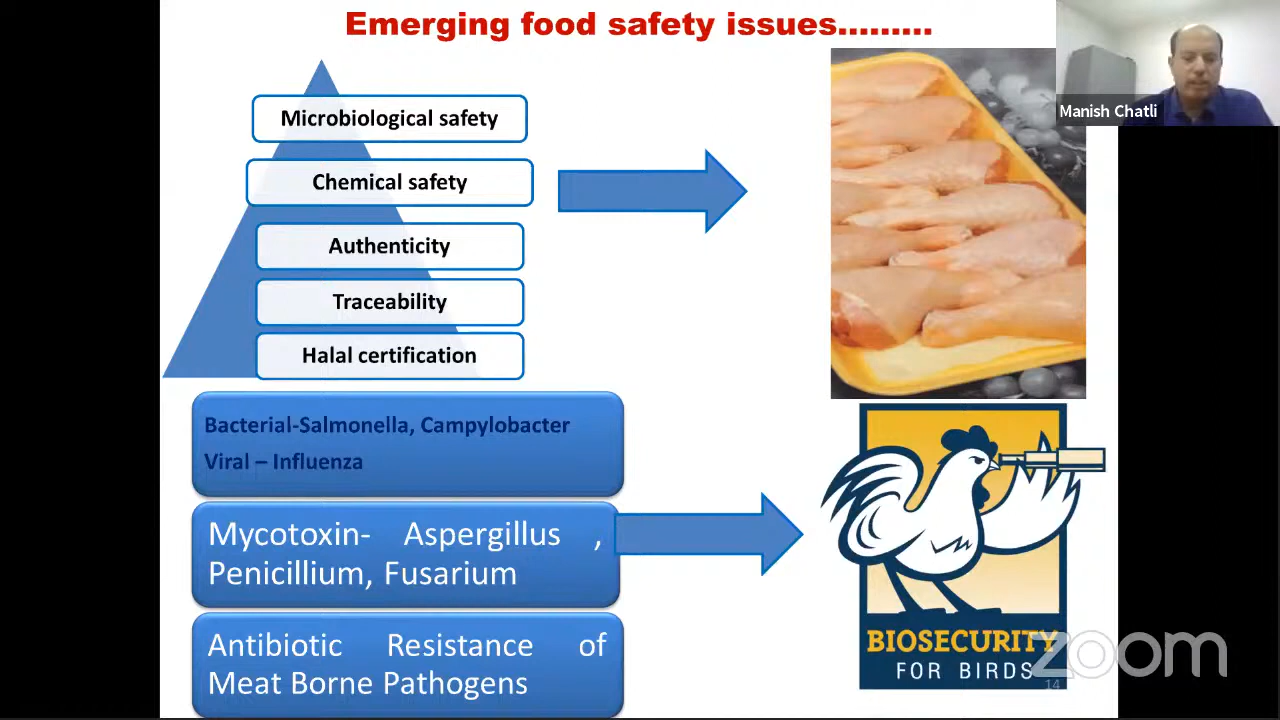 Emerging food safety issues.........
Manish Chatli
Microbiological safety
Chemical safety
Authenticity
Traceability
Halal certification
Bacterial-Salmonella, Campylobacter
Viral – Influenza
Mycotoxin- Aspergillus ,
Penicillium, Fusarium
Antibiotic Resistance of
Meat Borne Pathogens
BIOSECURITY
FOR BIRDS
zoom
14